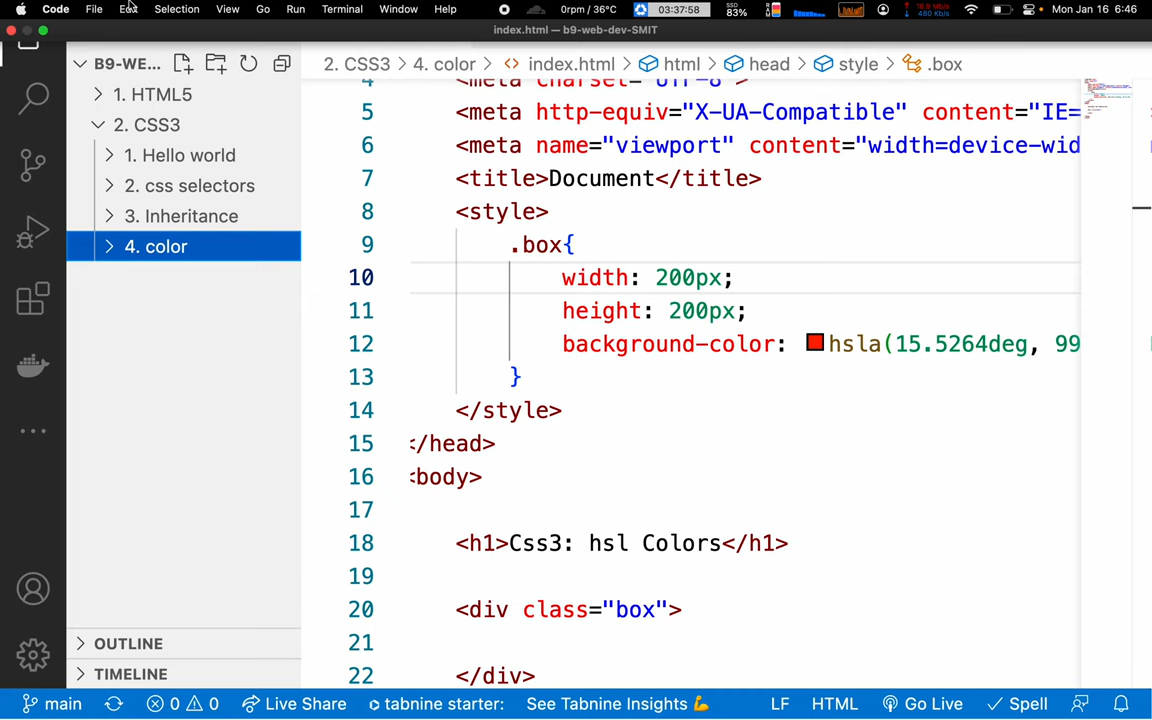 Code File Edit Selection View Go Run Terminal Window Help 0rpm / 36°C 03:37:58 SSD 83% Mon Jan 16 6:46
index.html — b9-web-dev-SMIT
B9-WE...
2. CSS3 > 4. color > <> index.html > html > head > style > .box
1. HTML5
2. CSS3
1. Hello world
2. css selectors
3. Inheritance
4. color
4 <meta charset="UTF-8">
5 <meta http-equiv="X-UA-Compatible" content="IE=
6 <meta name="viewport" content="width=device-wid
7 <title>Document</title>
8 <style>
9 .box{
10 width: 200px;
11 height: 200px;
12 background-color: hsla(15.5264deg, 99
13 }
14 </style>
15 </head>
16 <body>
17
18 <h1>Css3: hsl Colors</h1>
19
20 <div class="box">
21
22 </div>
OUTLINE
TIMELINE
main 0 0 Live Share tabnine starter: See Tabnine Insights 💪 LF HTML Go Live Spell